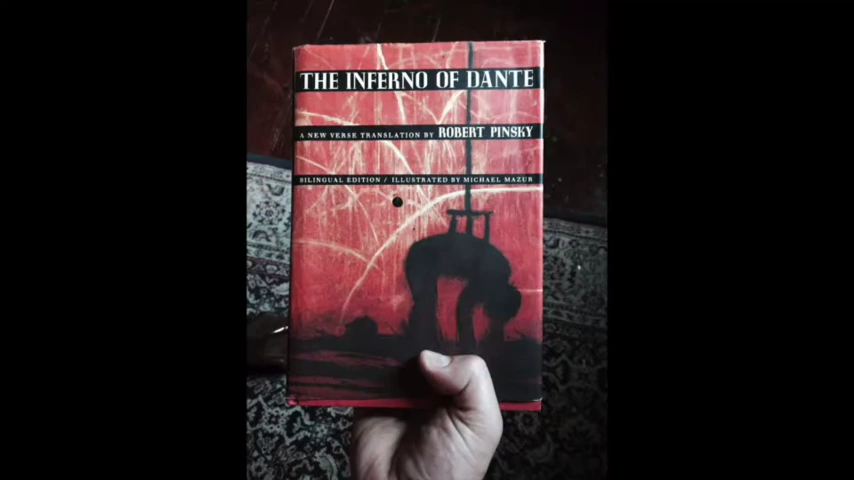 THE INFERNO OF DANTE
A NEW VERSE TRANSLATION BY ROBERT PINSKY
BILINGUAL EDITION / ILLUSTRATED BY MICHAEL MAZUR